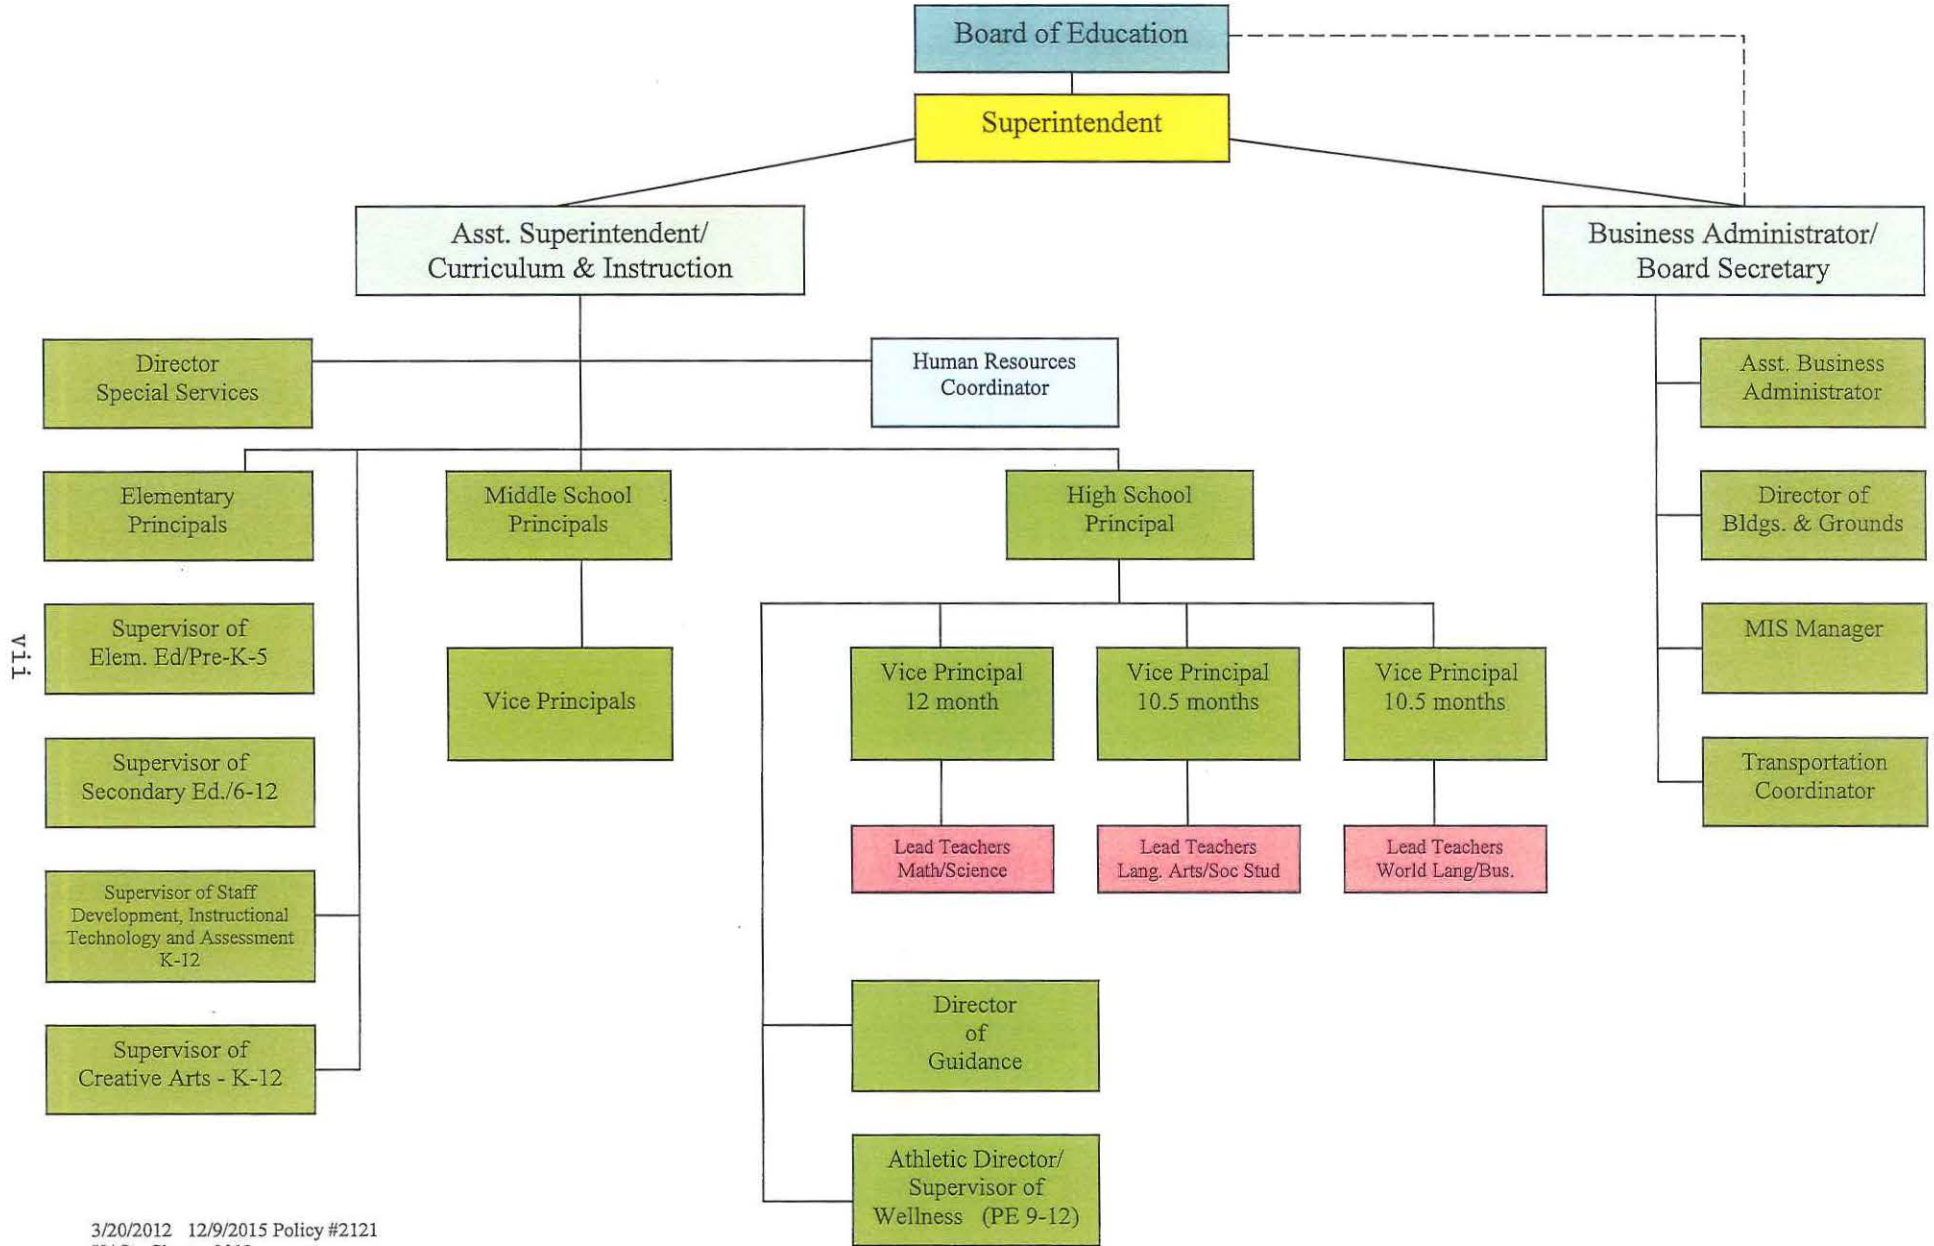 Board of Education
Superintendent
Asst. Superintendent/
Curriculum & Instruction
Business Administrator/
Board Secretary
Director
Special Services
Human Resources
Coordinator
Asst. Business
Administrator
Elementary
Principals
Middle School
Principals
High School
Principal
Director of
Bldgs. & Grounds
Supervisor of
Elem. Ed/Pre-K-5
Vice Principals
Vice Principal
12 month
Vice Principal
10.5 months
Vice Principal
10.5 months
MIS Manager
Supervisor of
Secondary Ed./6-12
Transportation
Coordinator
Lead Teachers
Math/Science
Lead Teachers
Lang. Arts/Soc Stud
Lead Teachers
World Lang/Bus.
Supervisor of Staff
Development, Instructional
Technology and Assessment
K-12
Director
of
Guidance
Supervisor of
Creative Arts - K-12
Athletic Director/
Supervisor of
Wellness (PE 9-12)
vii
3/20/2012 12/9/2015 Policy #2121